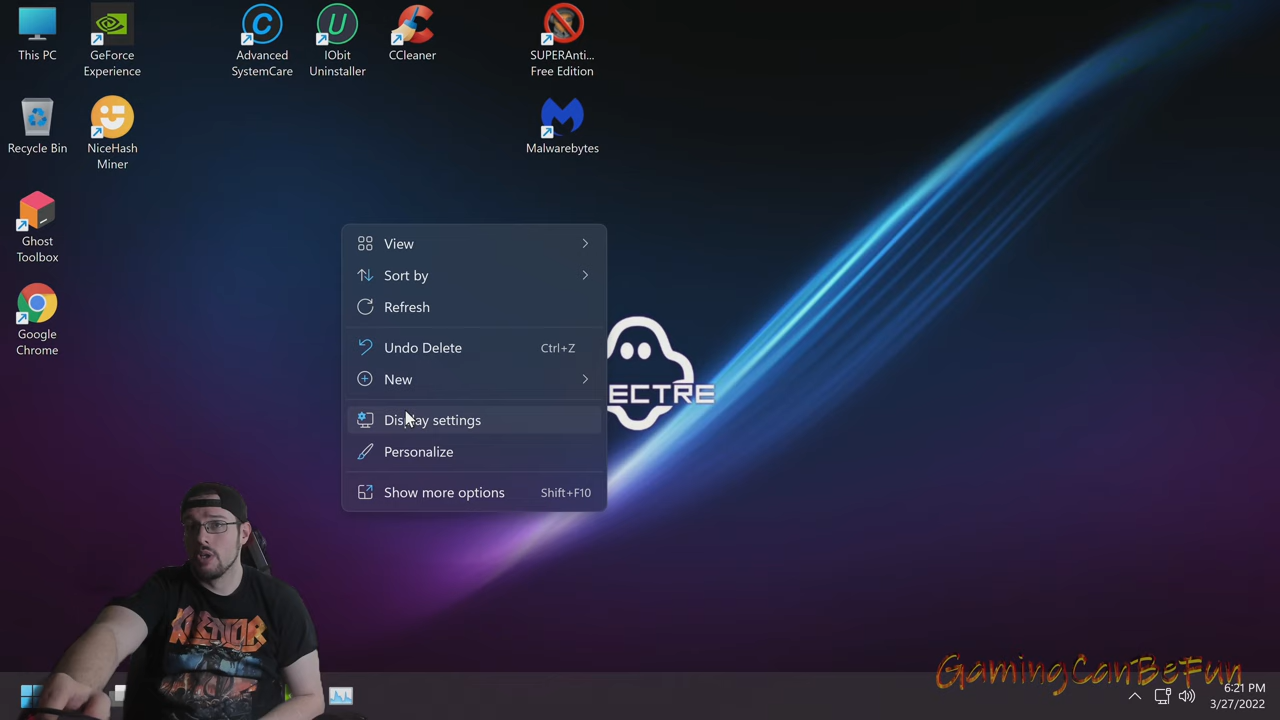 This PC
GeForce
Experience
Advanced
SystemCare
IObit
Uninstaller
CCleaner
SUPERAnti...
Free Edition
Recycle Bin
NiceHash
Miner
Malwarebytes
Ghost
Toolbox
Google
Chrome
View
Sort by
Refresh
Undo Delete Ctrl+Z
New
Display settings
Personalize
Show more options Shift+F10
ECTRE
KREATOR
GamingCanBeFun
6:21 PM
3/27/2022